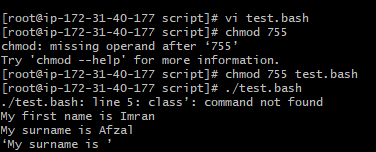 [root@ip-172-31-40-177 script]# vi test.bash
[root@ip-172-31-40-177 script]# chmod 755
chmod: missing operand after ‘755’
Try 'chmod --help' for more information.
[root@ip-172-31-40-177 script]# chmod 755 test.bash
[root@ip-172-31-40-177 script]# ./test.bash
./test.bash: line 5: class’: command not found
My first name is Imran
My surname is Afzal
‘My surname is ’